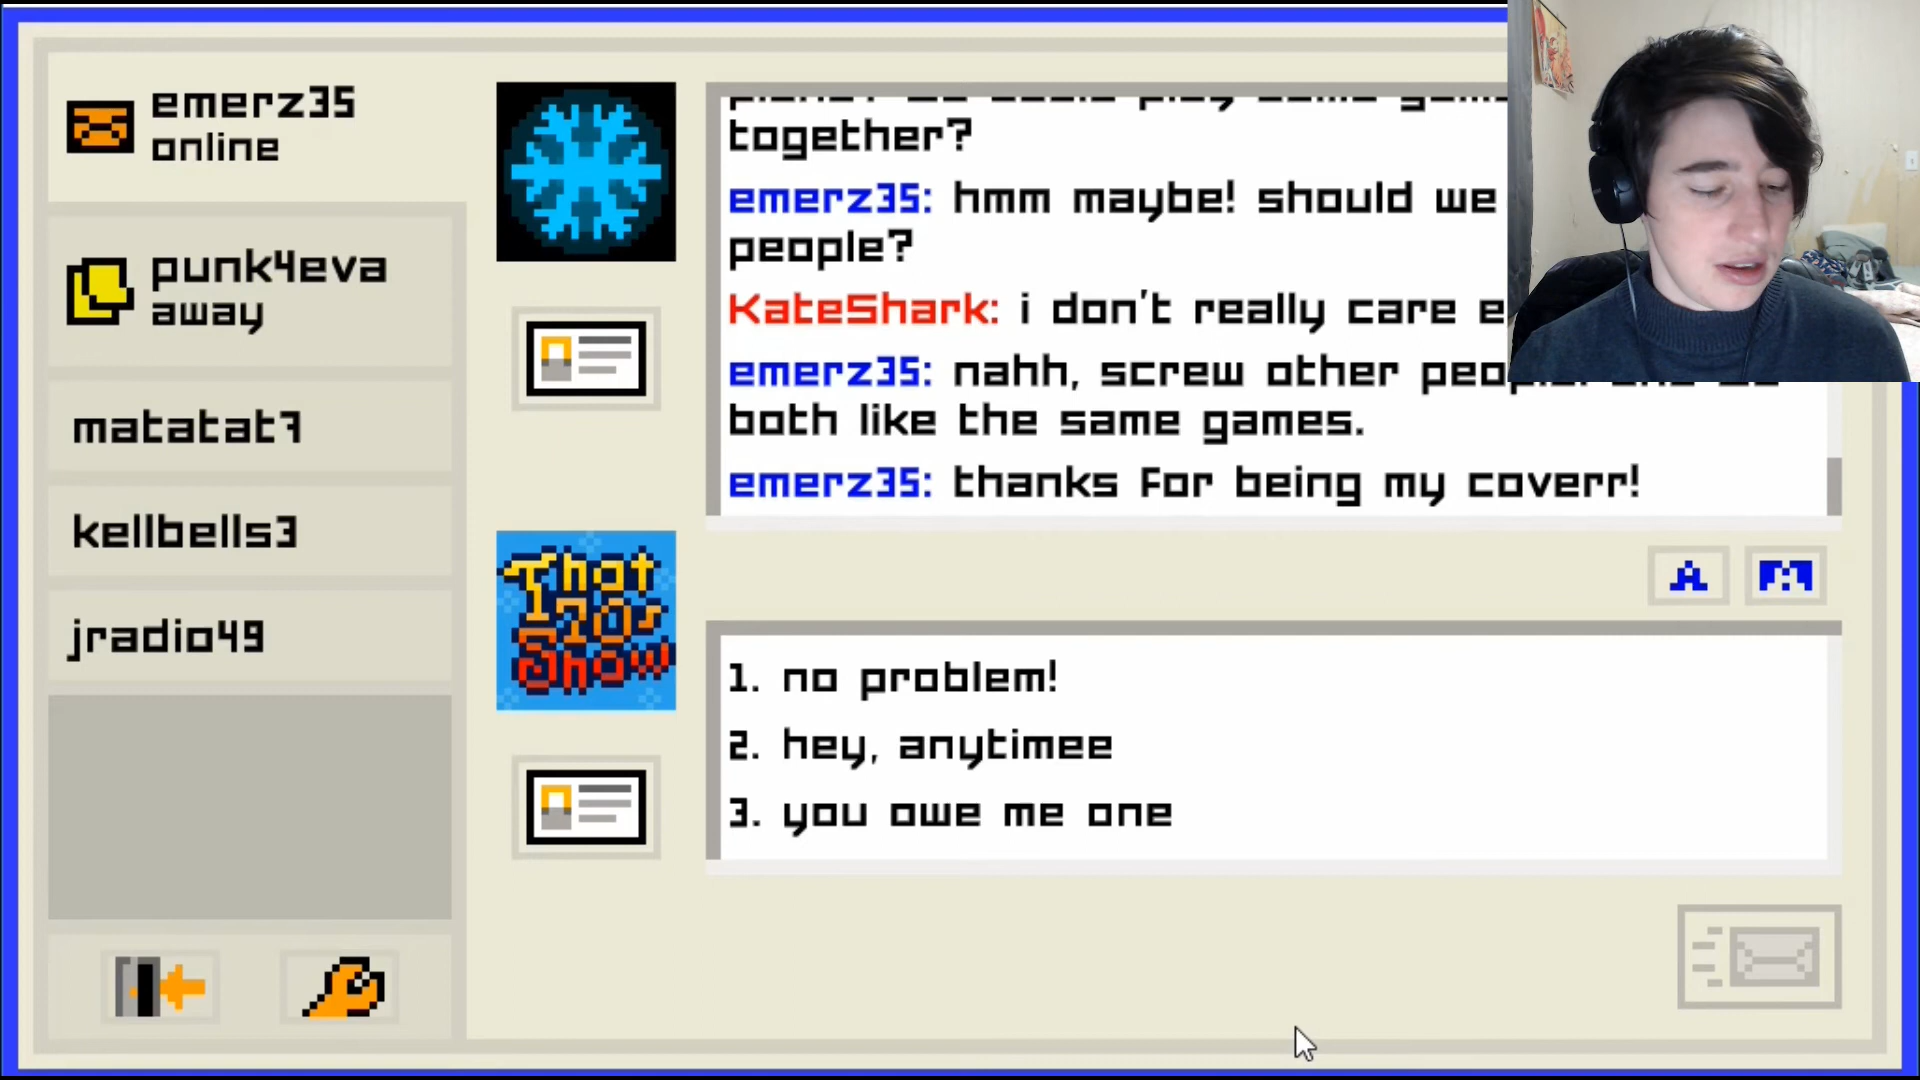 emerz35
online
punk4eva
away
matatat7
kellbells3
jradio49
together?
emerz35: hmm maybe! should we
people?
KateShark: i don't really care
emerz35: nahh, screw other
both like the same games.
emerz35: thanks for being my coverr!
That
70s
Show
A
1. no problem!
2. hey, anytimee
3. you owe me one